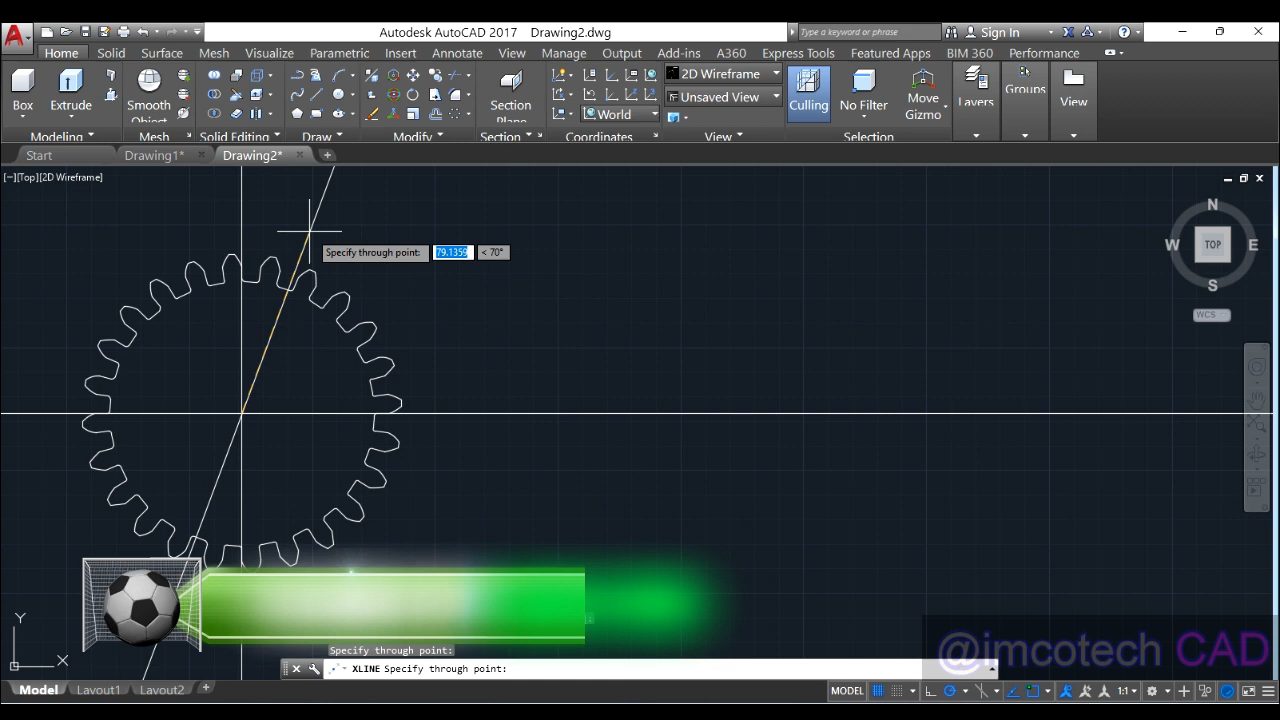 Autodesk AutoCAD 2017 Drawing2.dwg Type a keyword or phrase Sign In
Home Solid Surface Mesh Visualize Parametric Insert Annotate View Manage Output Add-ins A360 Express Tools Featured Apps BIM 360 Performance
2D Wireframe
Unsaved View
World
Box Extrude Smooth Object Section Plane Culling No Filter Move Gizmo Layers Groups View
Modeling Mesh Solid Editing Draw Modify Section Coordinates View Selection
Start Drawing1* Drawing2*
[−][Top][2D Wireframe]
N
W TOP E
S
WCS
Specify through point: 79.1359 < 70°
Y
X
Specify through point:
XLINE Specify through point:
@imcotech CAD
Model Layout1 Layout2 + MODEL 1:1